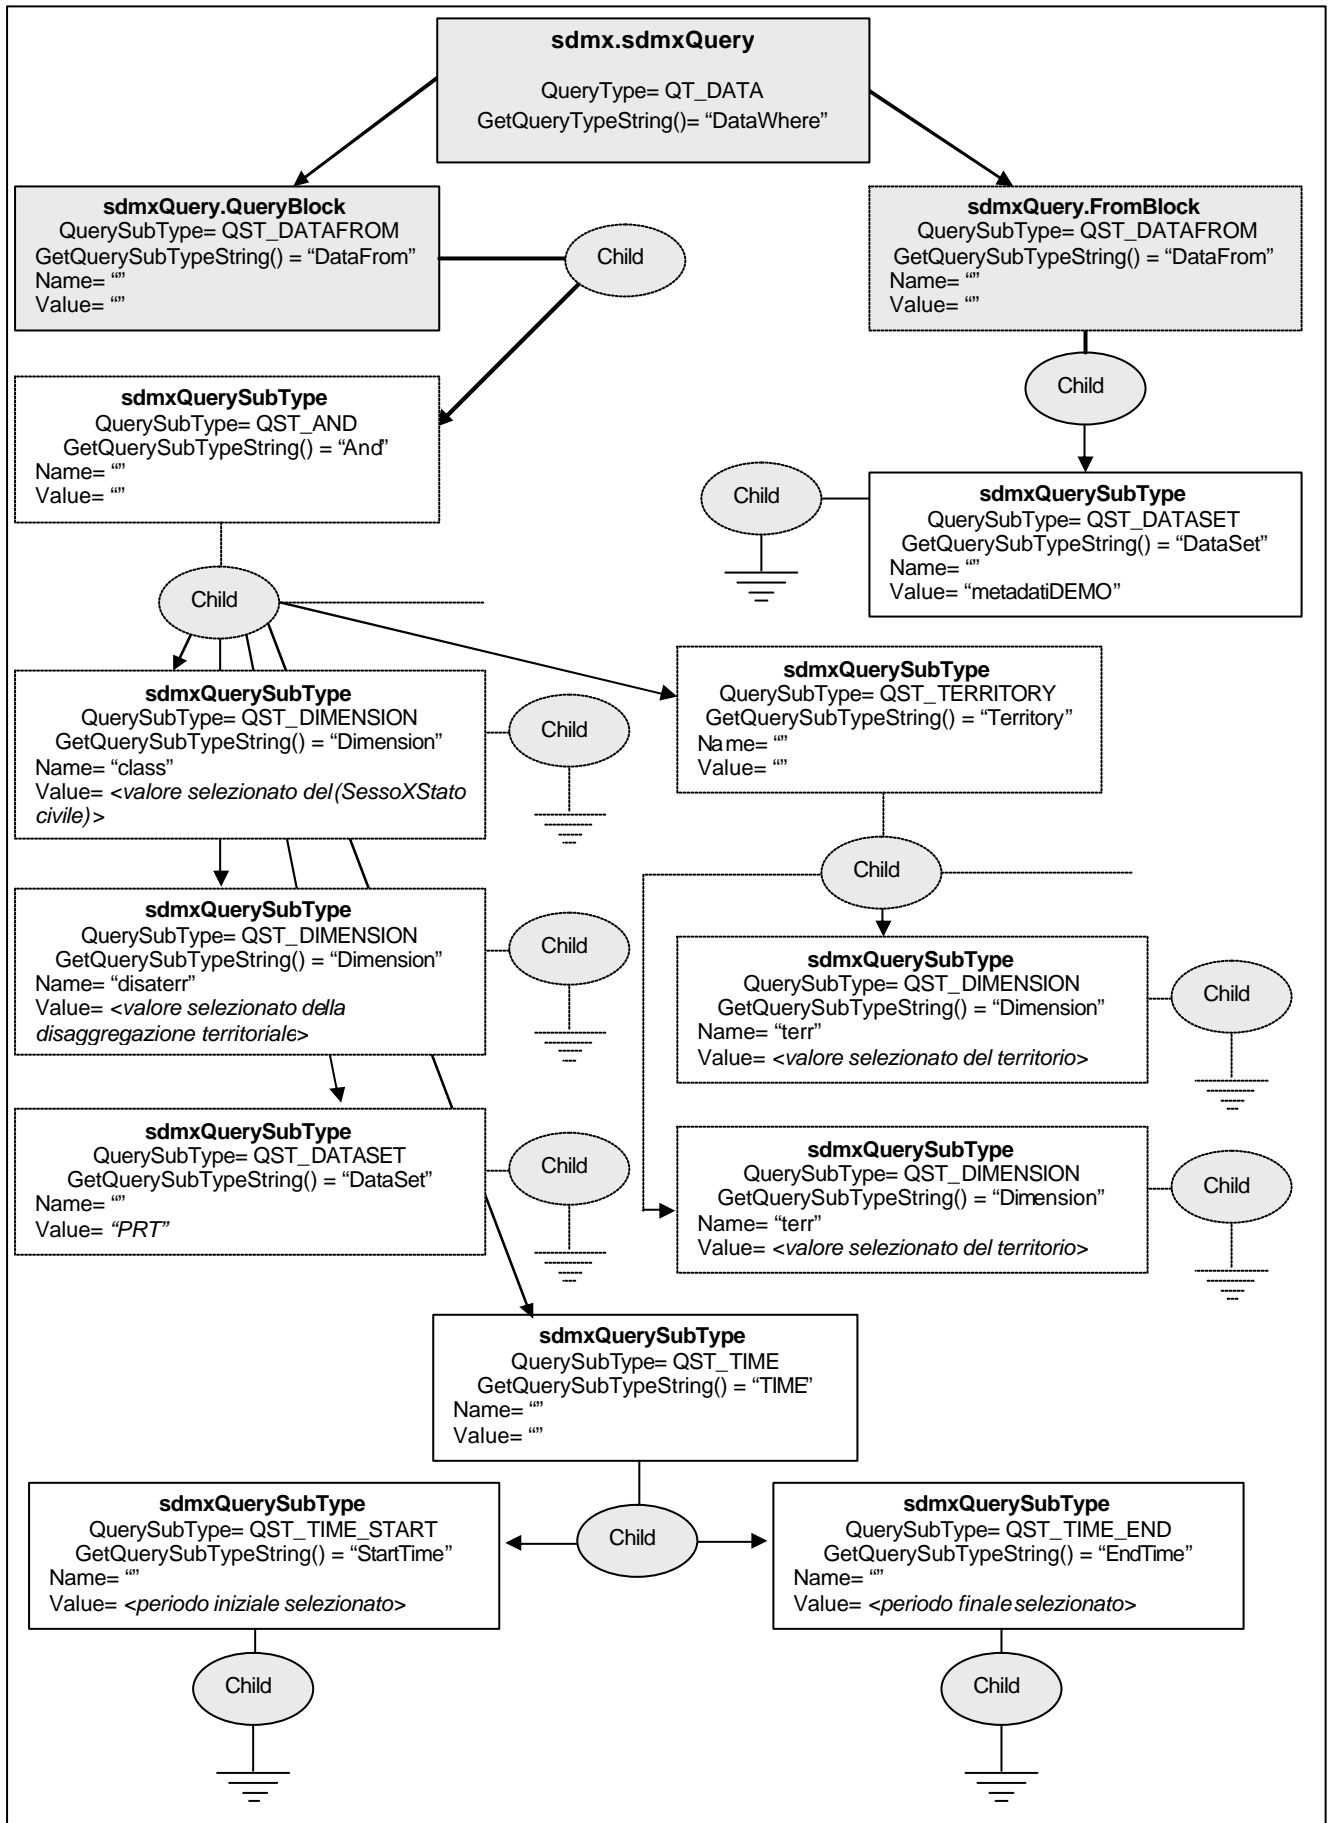 sdmx.sdmxQuery
QueryType= QT_DATA
GetQueryTypeString()= “DataWhere”
sdmxQuery.QueryBlock
QuerySubType= QST_DATAFROM
GetQuerySubTypeString() = “DataFrom”
Name= “”
Value= “”
Child
sdmxQuery.FromBlock
QuerySubType= QST_DATAFROM
GetQuerySubTypeString() = “DataFrom”
Name= “”
Value= “”
Child
sdmxQuerySubType
QuerySubType= QST_AND
GetQuerySubTypeString() = “And”
Name= “”
Value= “”
Child
sdmxQuerySubType
QuerySubType= QST_DATASET
GetQuerySubTypeString() = “DataSet”
Name= “”
Value= “metadatiDEMO”
Child
sdmxQuerySubType
QuerySubType= QST_DIMENSION
GetQuerySubTypeString() = “Dimension”
Name= “class”
Value= <valore selezionato del (SessoXStato
civile)>
Child
sdmxQuerySubType
QuerySubType= QST_TERRITORY
GetQuerySubTypeString() = “Territory”
Name= “”
Value= “”
Child
sdmxQuerySubType
QuerySubType= QST_DIMENSION
GetQuerySubTypeString() = “Dimension”
Name= “disaterr”
Value= <valore selezionato della
disaggregazione territoriale>
Child
sdmxQuerySubType
QuerySubType= QST_DIMENSION
GetQuerySubTypeString() = “Dimension”
Name= “terr”
Value= <valore selezionato del territorio>
Child
sdmxQuerySubType
QuerySubType= QST_DATASET
GetQuerySubTypeString() = “DataSet”
Name= “”
Value= “PRT”
Child
sdmxQuerySubType
QuerySubType= QST_DIMENSION
GetQuerySubTypeString() = “Dimension”
Name= “terr”
Value= <valore selezionato del territorio>
Child
sdmxQuerySubType
QuerySubType= QST_TIME
GetQuerySubTypeString() = “TIME”
Name= “”
Value= “”
sdmxQuerySubType
QuerySubType= QST_TIME_START
GetQuerySubTypeString() = “StartTime”
Name= “”
Value= <periodo iniziale selezionato>
Child
sdmxQuerySubType
QuerySubType= QST_TIME_END
GetQuerySubTypeString() = “EndTime”
Name= “”
Value= <periodo finale selezionato>
Child
Child